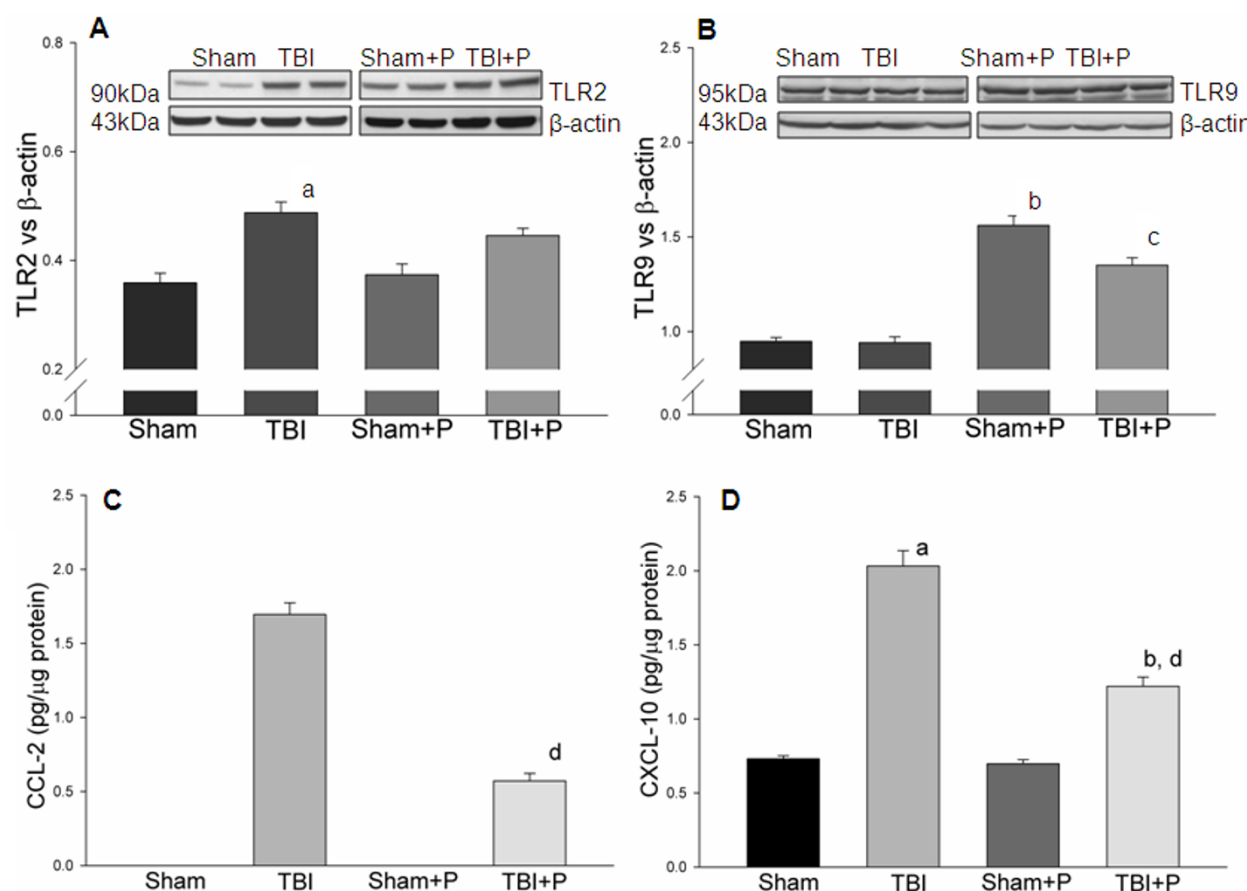 A
0.8
Sham TBI Sham+P TBI+P
90kDa TLR2
43kDa β-actin
0.6
a
TLR2 vs β-actin
0.4
0.2
0.0
Sham TBI Sham+P TBI+P
B
2.5
Sham TBI Sham+P TBI+P
95kDa TLR9
43kDa β-actin
2.0
b
c
TLR9 vs β-actin
1.5
1.0
0.0
Sham TBI Sham+P TBI+P
C
2.5
2.0
1.5
CCL-2 (pg/μg protein)
1.0
d
0.5
0.0
Sham TBI Sham+P TBI+P
D
2.5
a
2.0
1.5
b, d
CXCL-10 (pg/μg protein)
1.0
0.5
0.0
Sham TBI Sham+P TBI+P